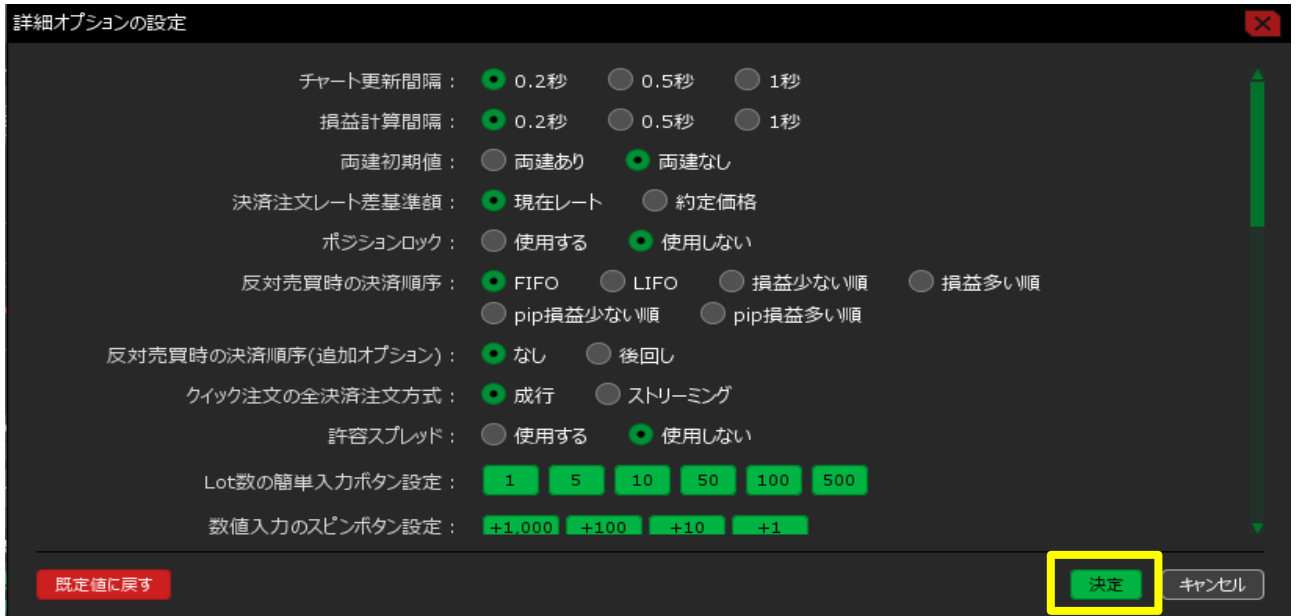 詳細オプションの設定
チャート更新間隔： 0.2秒 0.5秒 1秒
損益計算間隔： 0.2秒 0.5秒 1秒
両建初期値： 両建あり 両建なし
決済注文レート差基準額： 現在レート 約定価格
ポジションロック： 使用する 使用しない
反対売買時の決済順序： FIFO LIFO 損益少ない順 損益多い順
pip損益少ない順 pip損益多い順
反対売買時の決済順序(追加オプション)： なし 後回し
クイック注文の全決済注文方式： 成行 ストリーミング
許容スプレッド： 使用する 使用しない
Lot数の簡単入力ボタン設定： 1 5 10 50 100 500
数値入力のスピンボタン設定： +1,000 +100 +10 +1
既定値に戻す 決定 キャンセル